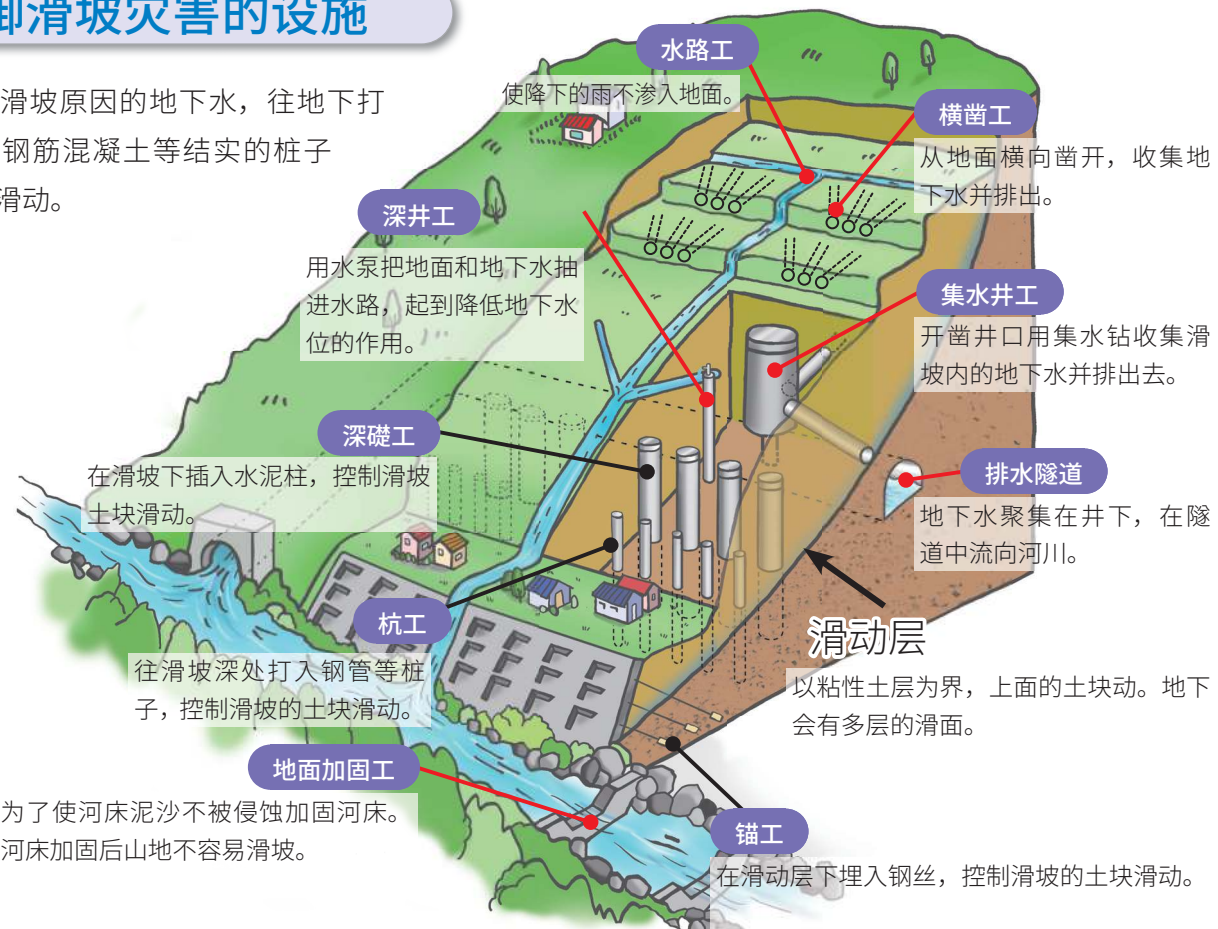 御滑坡灾害的设施
滑坡原因的地下水，往地下打
钢筋混凝土等结实的桩子
滑动。
水路工
使降下的雨不渗入地面。
横凿工
从地面横向凿开，收集地
下水并排出。
深井工
用水泵把地面和地下水抽
进水路，起到降低地下水
位的作用。
集水井工
开凿井口用集水钻收集滑
坡内的地下水并排出去。
深礎工
在滑坡下插入水泥柱，控制滑坡
土块滑动。
排水隧道
地下水聚集在井下，在隧
道中流向河川。
杭工
往滑坡深处打入钢管等桩
子，控制滑坡的土块滑动。
滑动层
以粘性土层为界，上面的土块动。地下
会有多层的滑面。
地面加固工
为了使河床泥沙不被侵蚀加固河床。
河床加固后山地不容易滑坡。
锚工
在滑动层下埋入钢丝，控制滑坡的土块滑动。